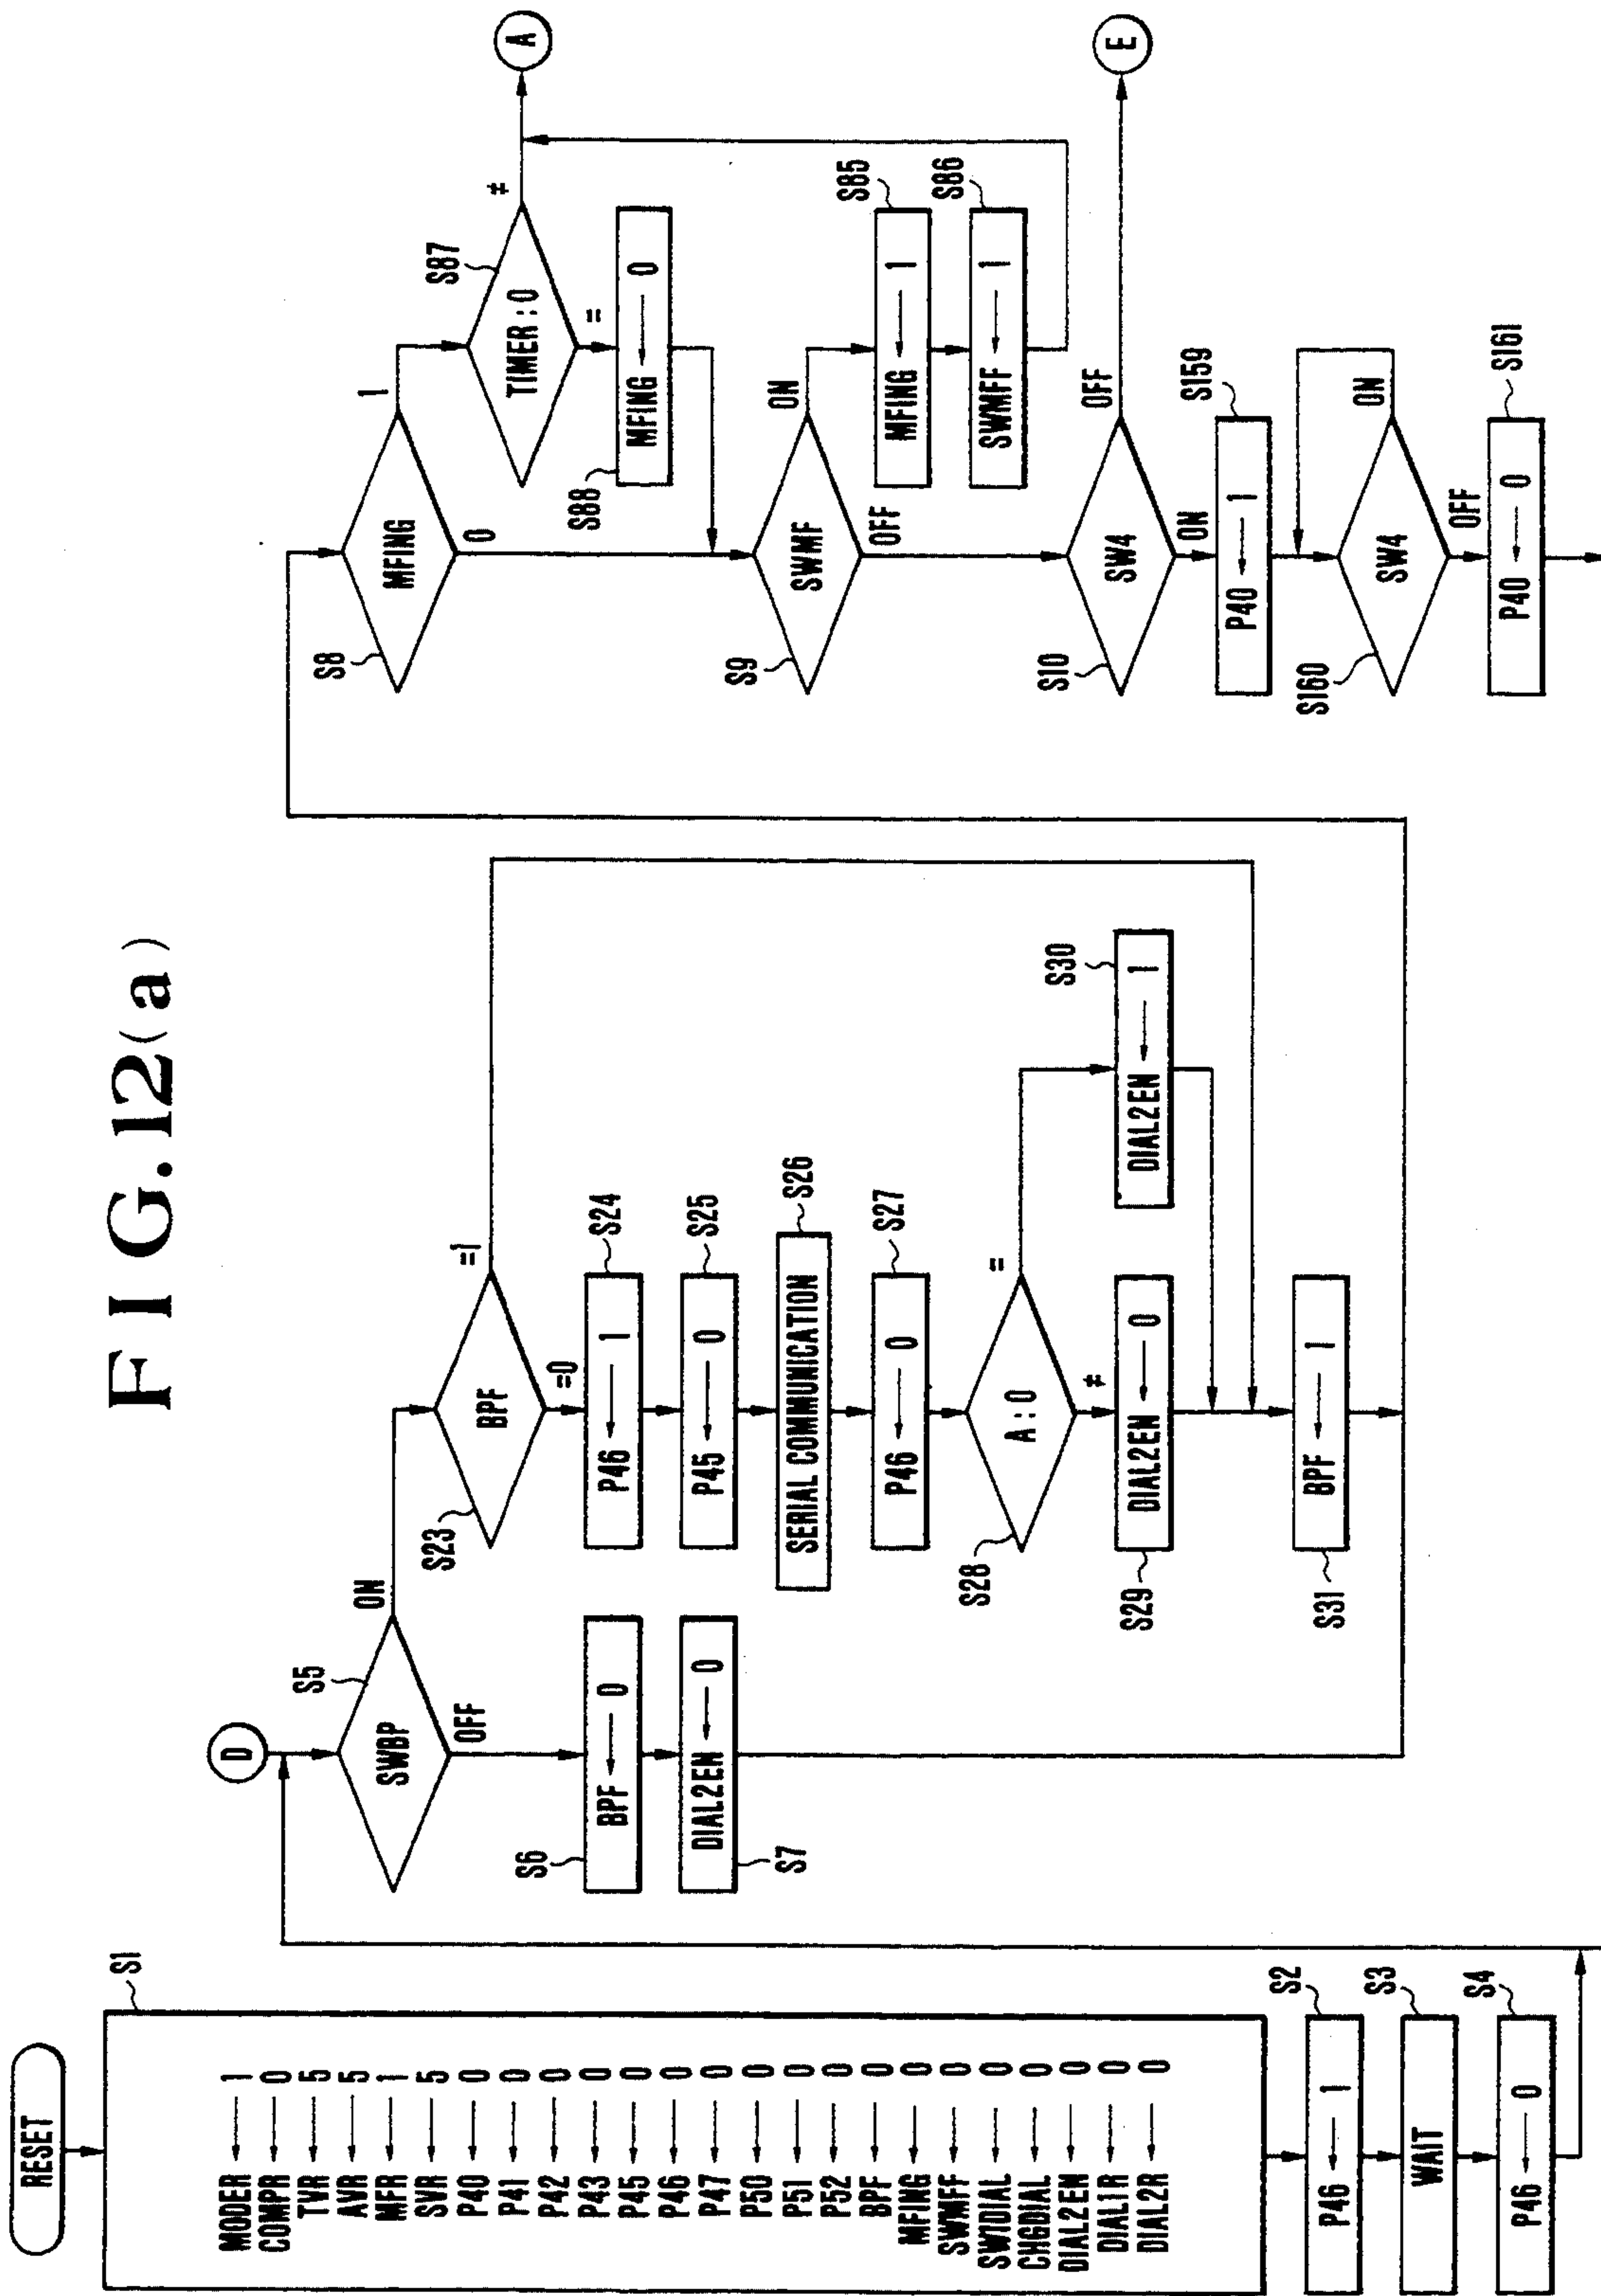 FIG.12(a)
RESET
S1
MODER ← 1
COMPR ← 0
TVR ← 5
AVR ← 5
MFR ← 1
SVR ← 5
P40 ← 0
P41 ← 0
P42 ← 0
P43 ← 0
P45 ← 0
P46 ← 0
P47 ← 0
P50 ← 0
P51 ← 0
P52 ← 0
BPF ← 0
MFING ← 0
SWMFF ← 0
SW1DIAL ← 0
CHGDIAL ← 0
DIAL2EN ← 0
DIAL1R ← 0
DIAL2R ← 0
S2
P46 ← 1
S3
WAIT
S4
P46 ← 0
D
S5
SWBP
ON
OFF
S6
BPF ← 0
S7
DIAL2EN ← 0
S23
BPF
=1
=0
S24
P46 ← 1
S25
P45 ← 0
S26
SERIAL COMMUNICATION
S27
P46 ← 0
S28
A : 0
=
≠
S29
DIAL2EN ← 0
S30
DIAL2EN ← 1
S31
BPF ← 1
S8
MFING
1
0
S87
TIMER : 0
≠
=
A
S88
MFING ← 0
S9
SWMF
ON
OFF
S85
MFING ← 1
S86
SWMFF ← 1
S10
SW4
OFF
ON
E
S159
P40 ← 1
S160
SW4
ON
OFF
S161
P40 ← 0